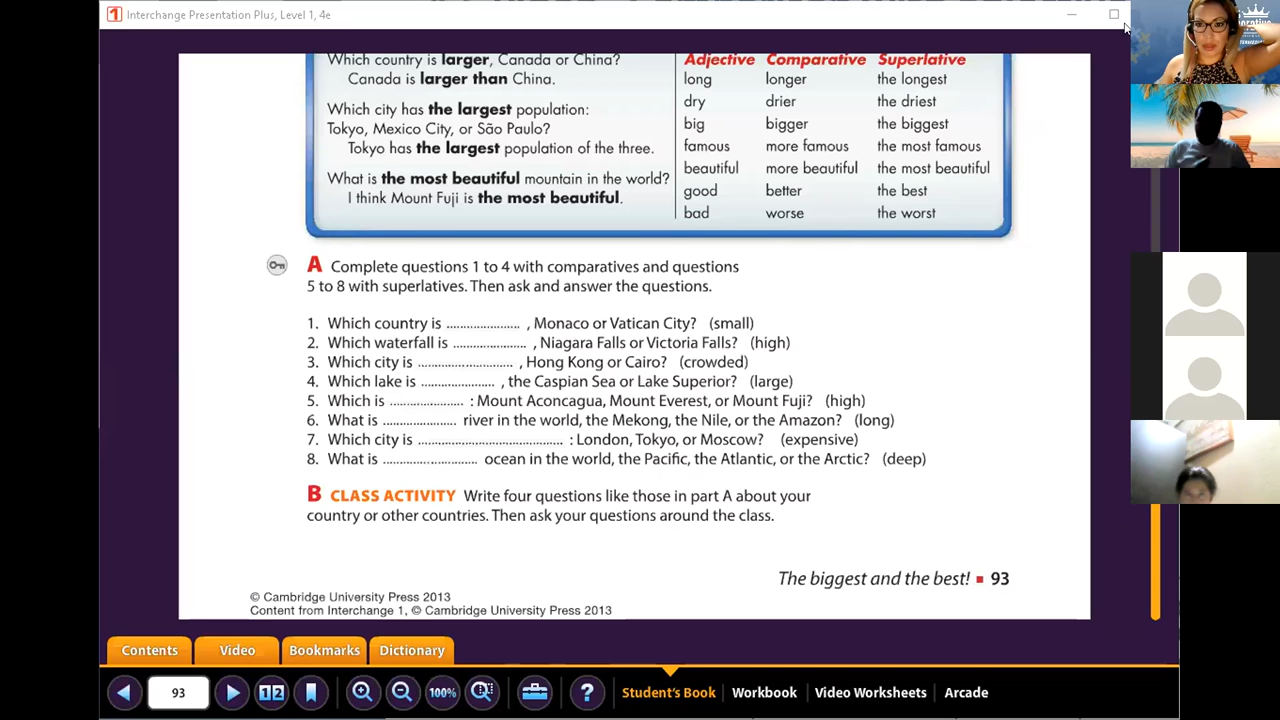 Interchange Presentation Plus, Level 1, 4e
Which country is larger, Canada or China?
Canada is larger than China.
Which city has the largest population:
Tokyo, Mexico City, or São Paulo?
Tokyo has the largest population of the three.
What is the most beautiful mountain in the world?
I think Mount Fuji is the most beautiful.
Adjective Comparative Superlative
long longer the longest
dry drier the driest
big bigger the biggest
famous more famous the most famous
beautiful more beautiful the most beautiful
good better the best
bad worse the worst
A Complete questions 1 to 4 with comparatives and questions
5 to 8 with superlatives. Then ask and answer the questions.
1. Which country is ...................... , Monaco or Vatican City? (small)
2. Which waterfall is ...................... , Niagara Falls or Victoria Falls? (high)
3. Which city is ............................ , Hong Kong or Cairo? (crowded)
4. Which lake is ...................... , the Caspian Sea or Lake Superior? (large)
5. Which is ...................... : Mount Aconcagua, Mount Everest, or Mount Fuji? (high)
6. What is ...................... river in the world, the Mekong, the Nile, or the Amazon? (long)
7. Which city is ............................................ : London, Tokyo, or Moscow? (expensive)
8. What is ............................ ocean in the world, the Pacific, the Atlantic, or the Arctic? (deep)
B CLASS ACTIVITY Write four questions like those in part A about your
country or other countries. Then ask your questions around the class.
The biggest and the best! ▪ 93
© Cambridge University Press 2013
Content from Interchange 1, © Cambridge University Press 2013
Contents Video Bookmarks Dictionary
93 1 2 100% ? Student's Book Workbook Video Worksheets Arcade